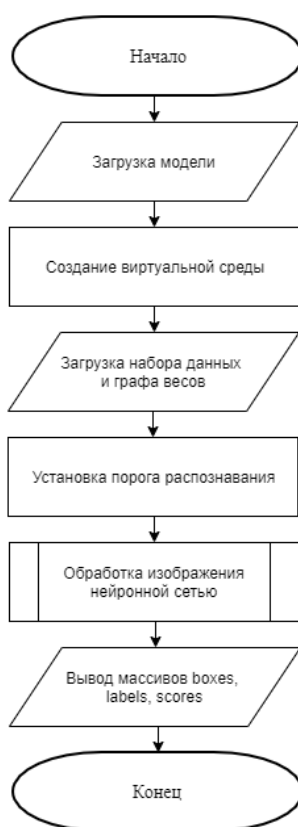 Начало
Загрузка модели
Создание виртуальной среды
Загрузка набора данных
и графа весов
Установка порога распознавания
Обработка изображения
нейронной сетью
Вывод массивов boxes,
labels, scores
Конец